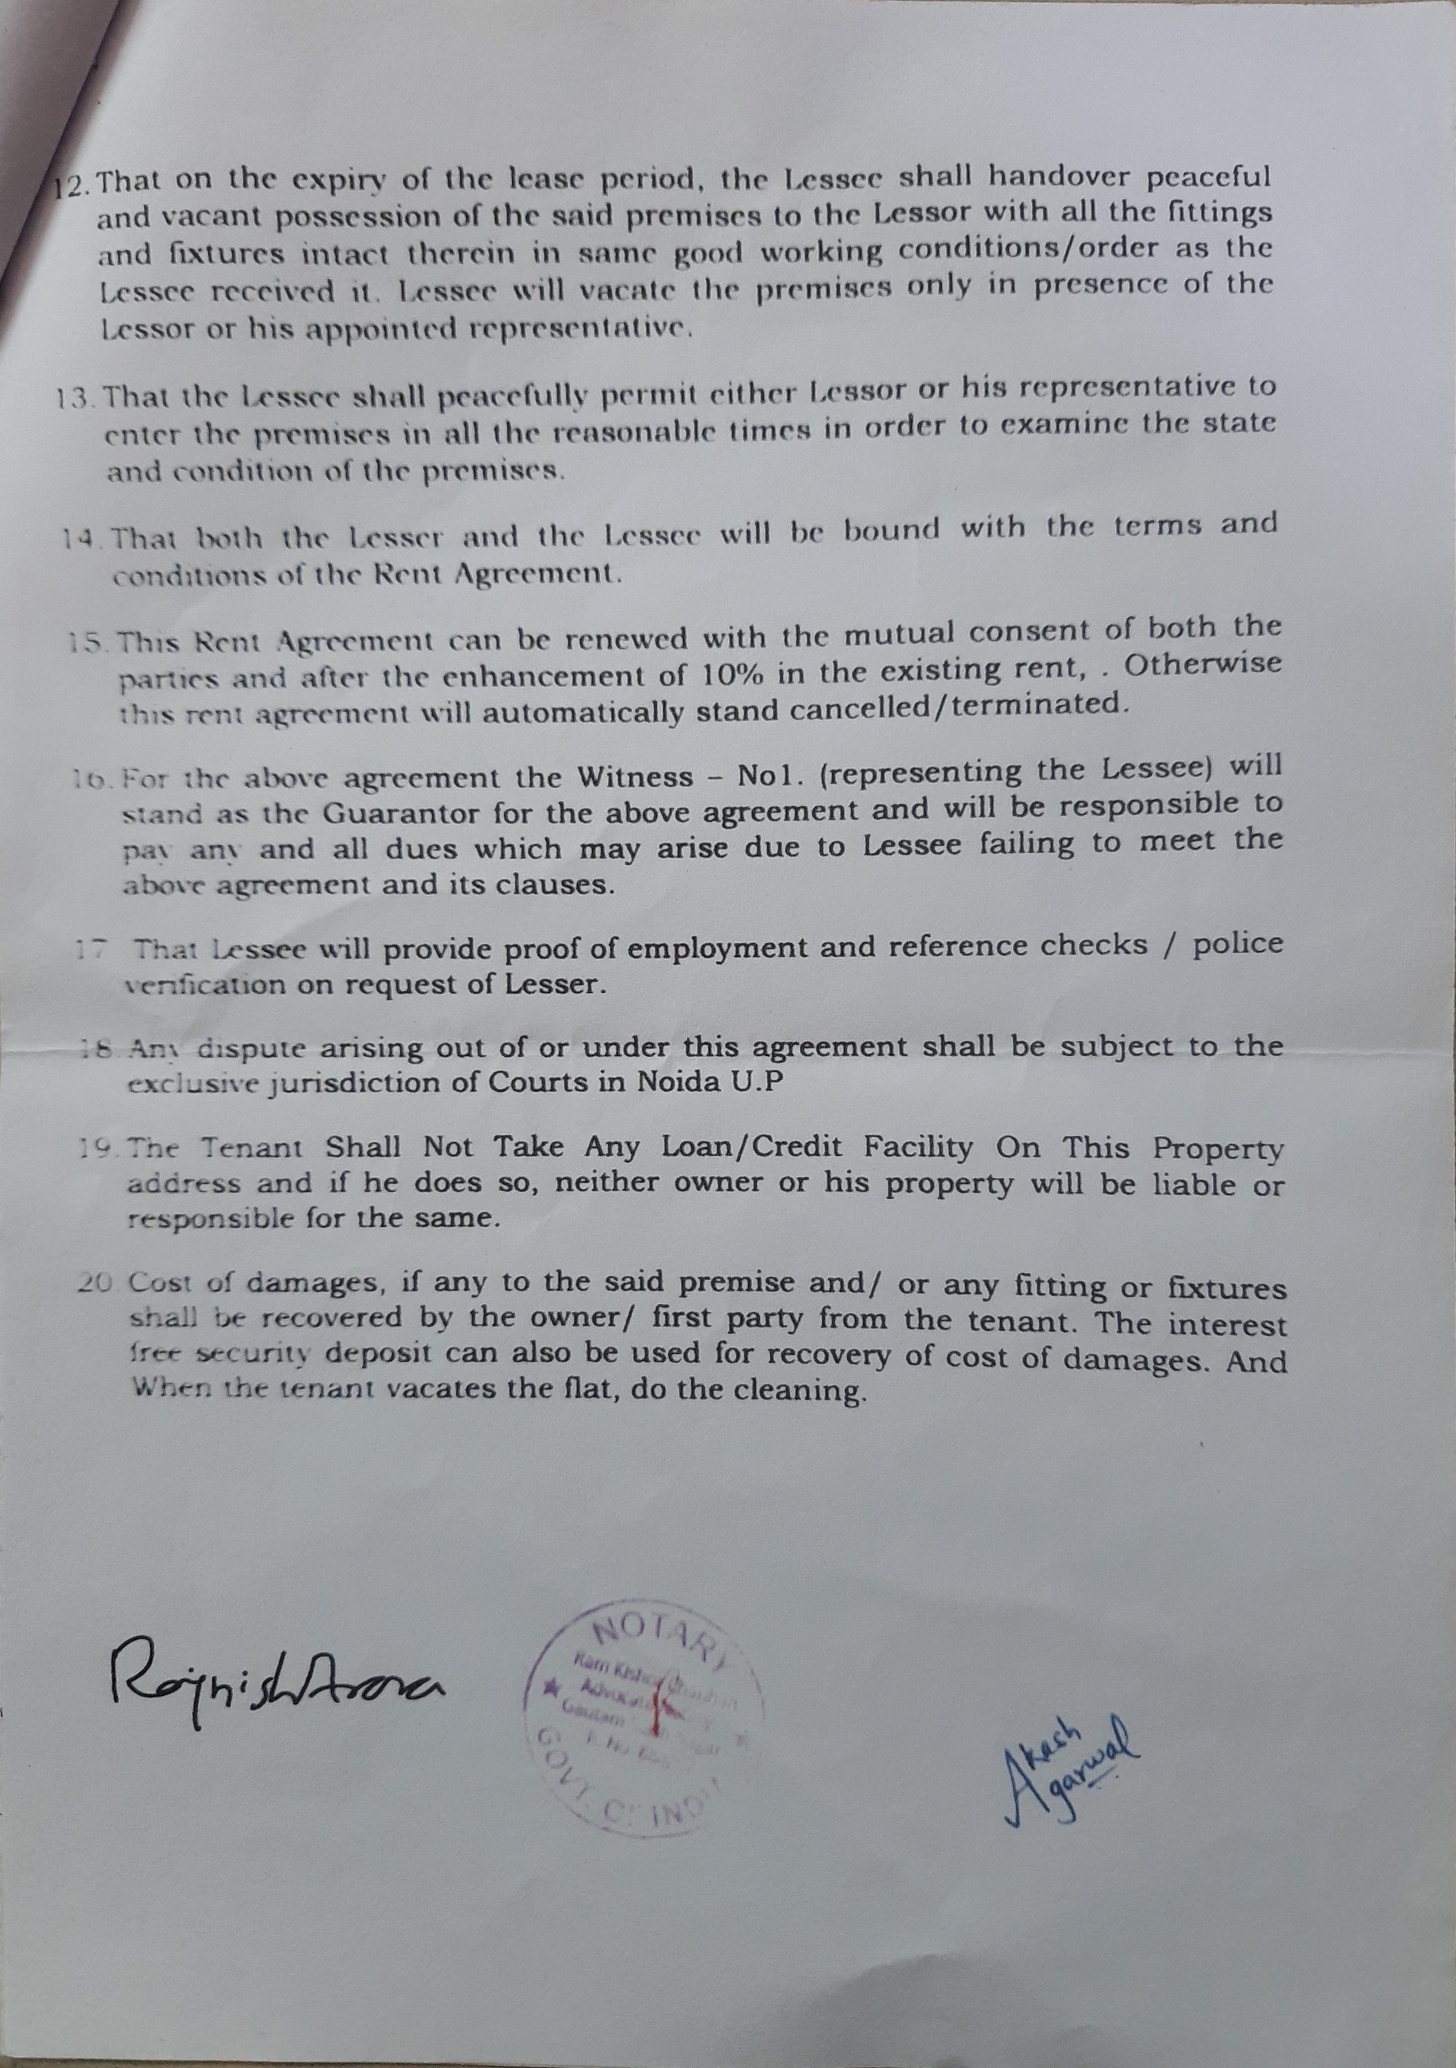 12. That on the expiry of the lease period, the Lessee shall handover peaceful
and vacant possession of the said premises to the Lessor with all the fittings
and fixtures intact therein in same good working conditions/order as the
Lessee received it. Lessee will vacate the premises only in presence of the
Lessor or his appointed representative.
13. That the Lessee shall peacefully permit either Lessor or his representative to
enter the premises in all the reasonable times in order to examine the state
and condition of the premises.
14. That both the Lesser and the Lessee will be bound with the terms and
conditions of the Rent Agreement.
15. This Rent Agreement can be renewed with the mutual consent of both the
parties and after the enhancement of 10% in the existing rent, . Otherwise
this rent agreement will automatically stand cancelled/terminated.
16. For the above agreement the Witness – No1. (representing the Lessee) will
stand as the Guarantor for the above agreement and will be responsible to
pay any and all dues which may arise due to Lessee failing to meet the
above agreement and its clauses.
17 That Lessee will provide proof of employment and reference checks / police
verification on request of Lesser.
18. Any dispute arising out of or under this agreement shall be subject to the
exclusive jurisdiction of Courts in Noida U.P
19. The Tenant Shall Not Take Any Loan/Credit Facility On This Property
address and if he does so, neither owner or his property will be liable or
responsible for the same.
20 Cost of damages, if any to the said premise and/ or any fitting or fixtures
shall be recovered by the owner/ first party from the tenant. The interest
free security deposit can also be used for recovery of cost of damages. And
When the tenant vacates the flat, do the cleaning.
Rajnish Arora
NOTARY
Ram
Advocate
Gautam
GOVT. OF INDIA
Akash
Agarwal